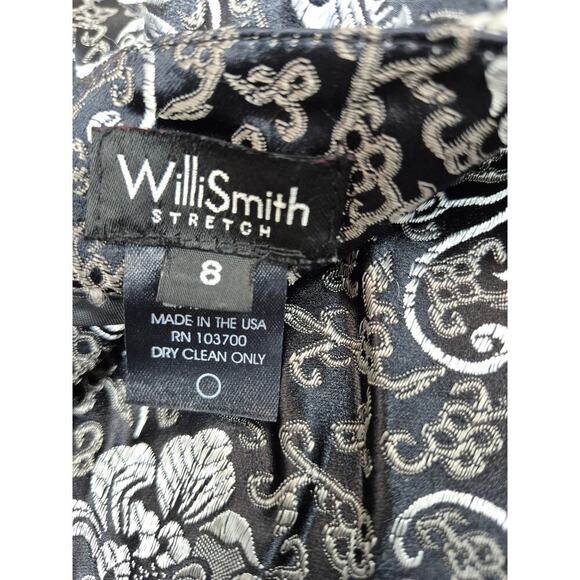 WilliSmith
STRETCH
8
MADE IN THE USA
RN 103700
DRY CLEAN ONLY